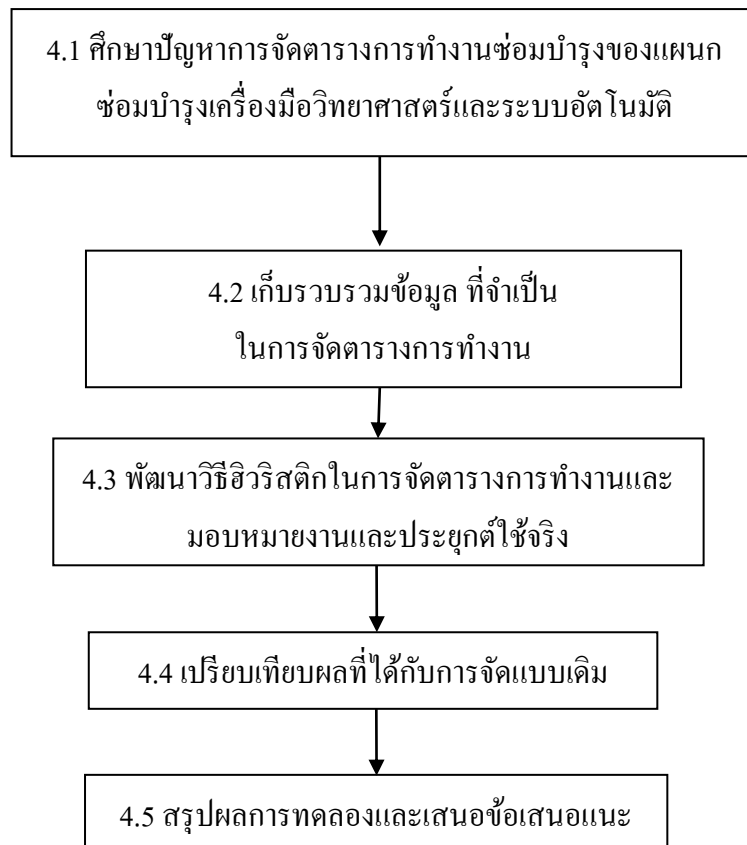 4.1 ศึกษาปัญหาการจัดตารางการทำงานซ่อมบำรุงของแผนก
ซ่อมบำรุงเครื่องมือวิทยาศาสตร์และระบบอัตโนมัติ
4.2 เก็บรวบรวมข้อมูล ที่จำเป็น
ในการจัดตารางการทำงาน
4.3 พัฒนาวิธีฮิวริสติกในการจัดตารางการทำงานและ
มอบหมายงานและประยุกต์ใช้จริง
4.4 เปรียบเทียบผลที่ได้กับการจัดแบบเดิม
4.5 สรุปผลการทดลองและเสนอข้อเสนอแนะ